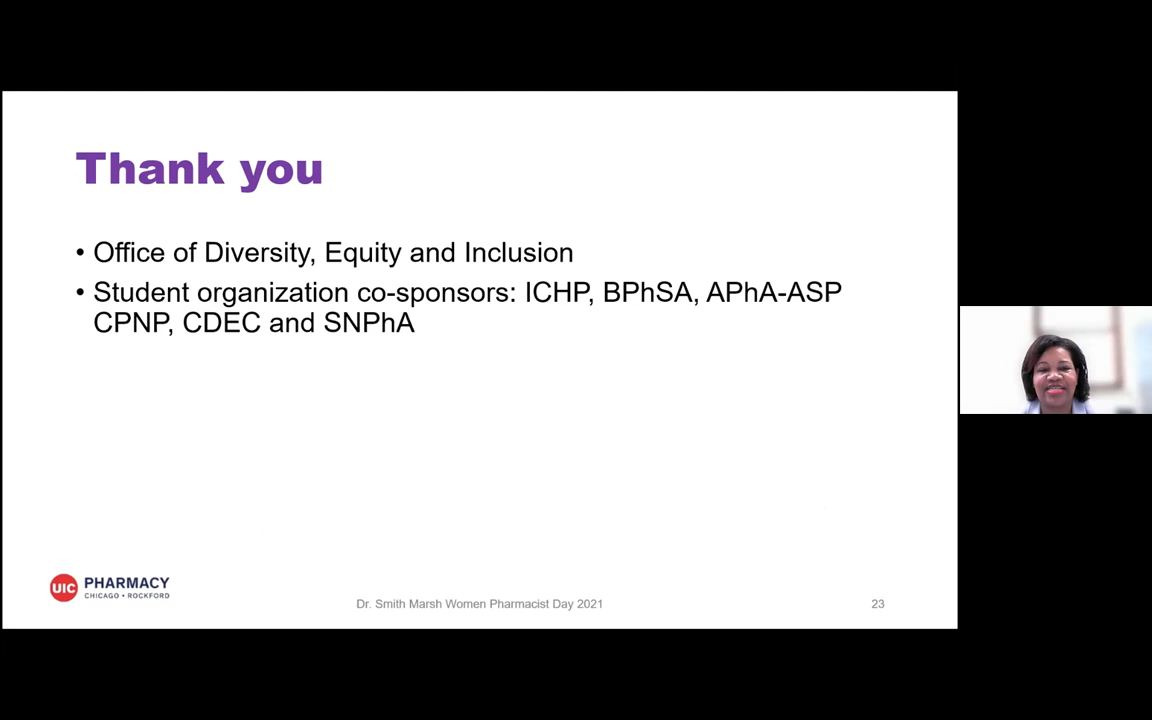 Thank you
• Office of Diversity, Equity and Inclusion
• Student organization co-sponsors: ICHP, BPhSA, APhA-ASP
CPNP, CDEC and SNPhA
UIC PHARMACY
CHICAGO • ROCKFORD
Dr. Smith Marsh Women Pharmacist Day 2021
23